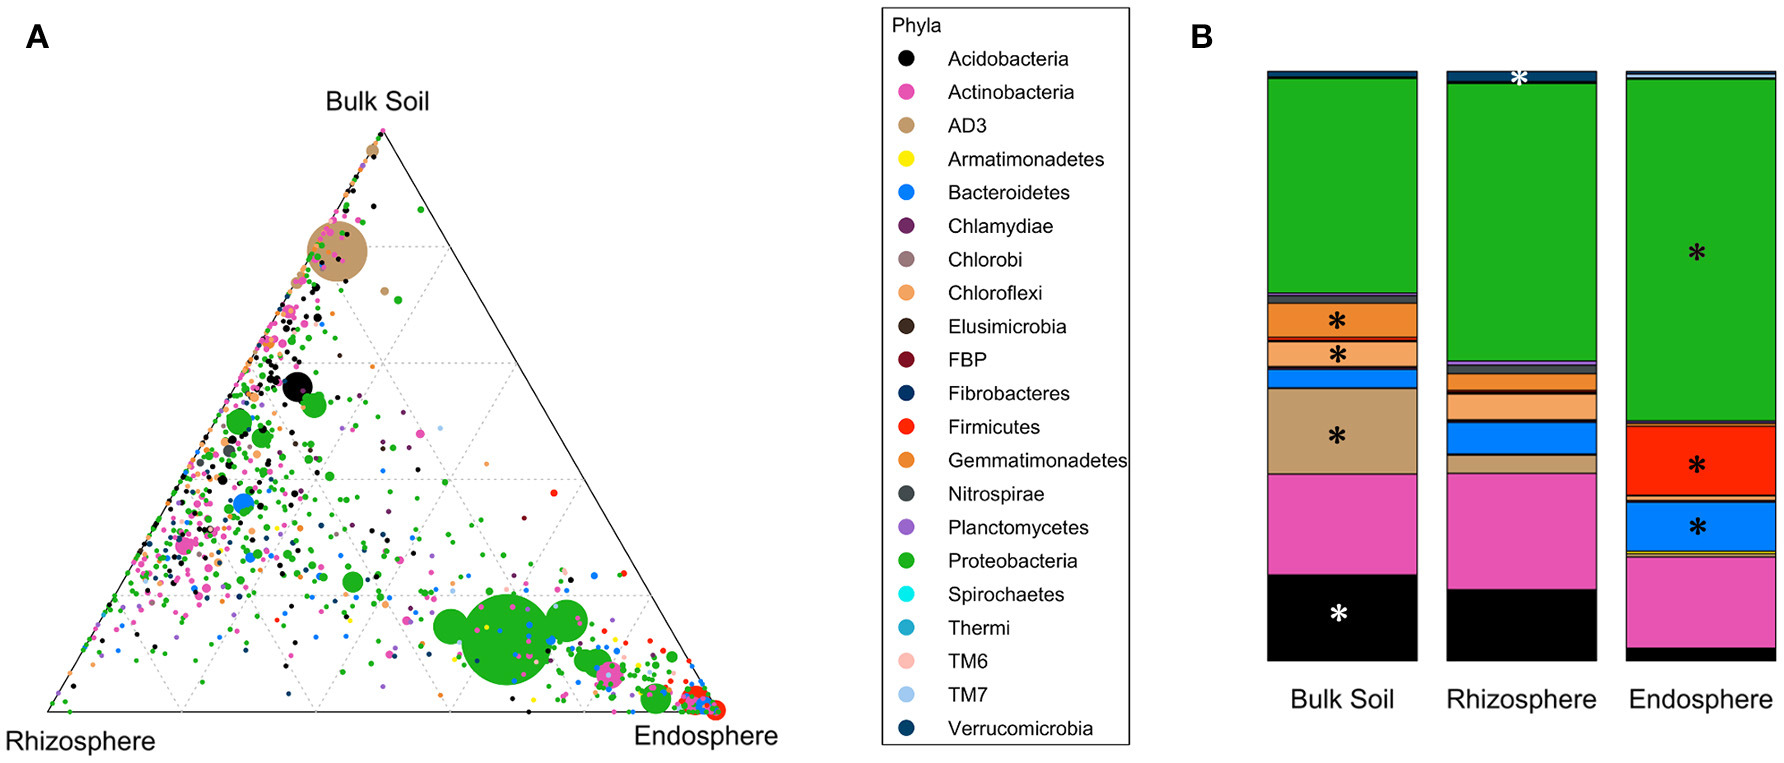 A
B
Bulk Soil
Rhizosphere
Endosphere
Phyla
Acidobacteria
Actinobacteria
AD3
Armatimonadetes
Bacteroidetes
Chlamydiae
Chlorobi
Chloroflexi
Elusimicrobia
FBP
Fibrobacteres
Firmicutes
Gemmatimonadetes
Nitrospirae
Planctomycetes
Proteobacteria
Spirochaetes
Thermi
TM6
TM7
Verrucomicrobia
*
*
*
*
*
*
*
*
Bulk Soil
Rhizosphere
Endosphere